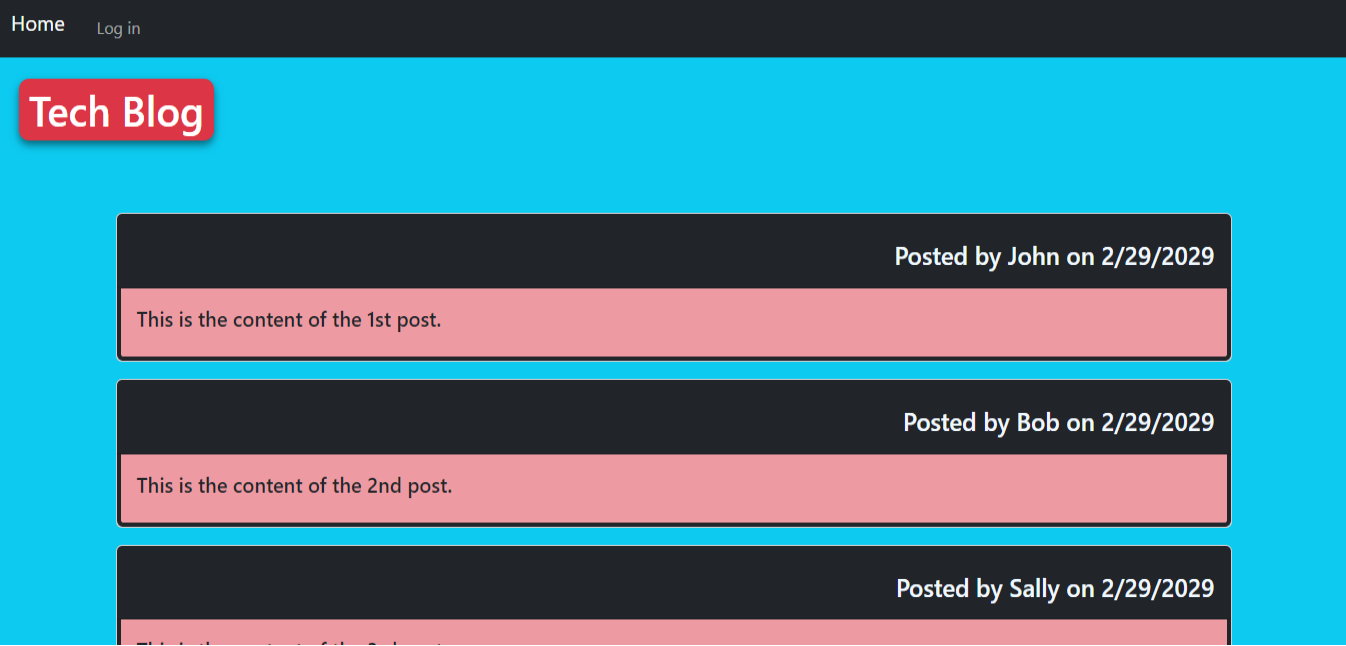 Home
Log in
Tech Blog
Posted by John on 2/29/2029
This is the content of the 1st post.
Posted by Bob on 2/29/2029
This is the content of the 2nd post.
Posted by Sally on 2/29/2029